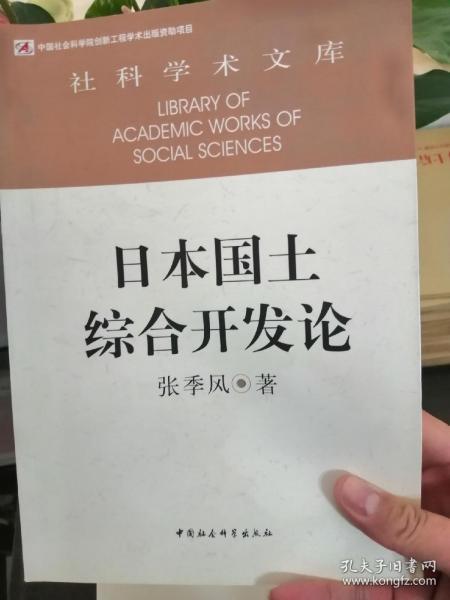 中国社会科学院创新工程学术出版资助项目
社科学术文库
LIBRARY OF
ACADEMIC WORKS OF
SOCIAL SCIENCES
日本国土
综合开发论
张季风 著
中国社会科学出版社
孔夫子旧书网
www.kongfz.com